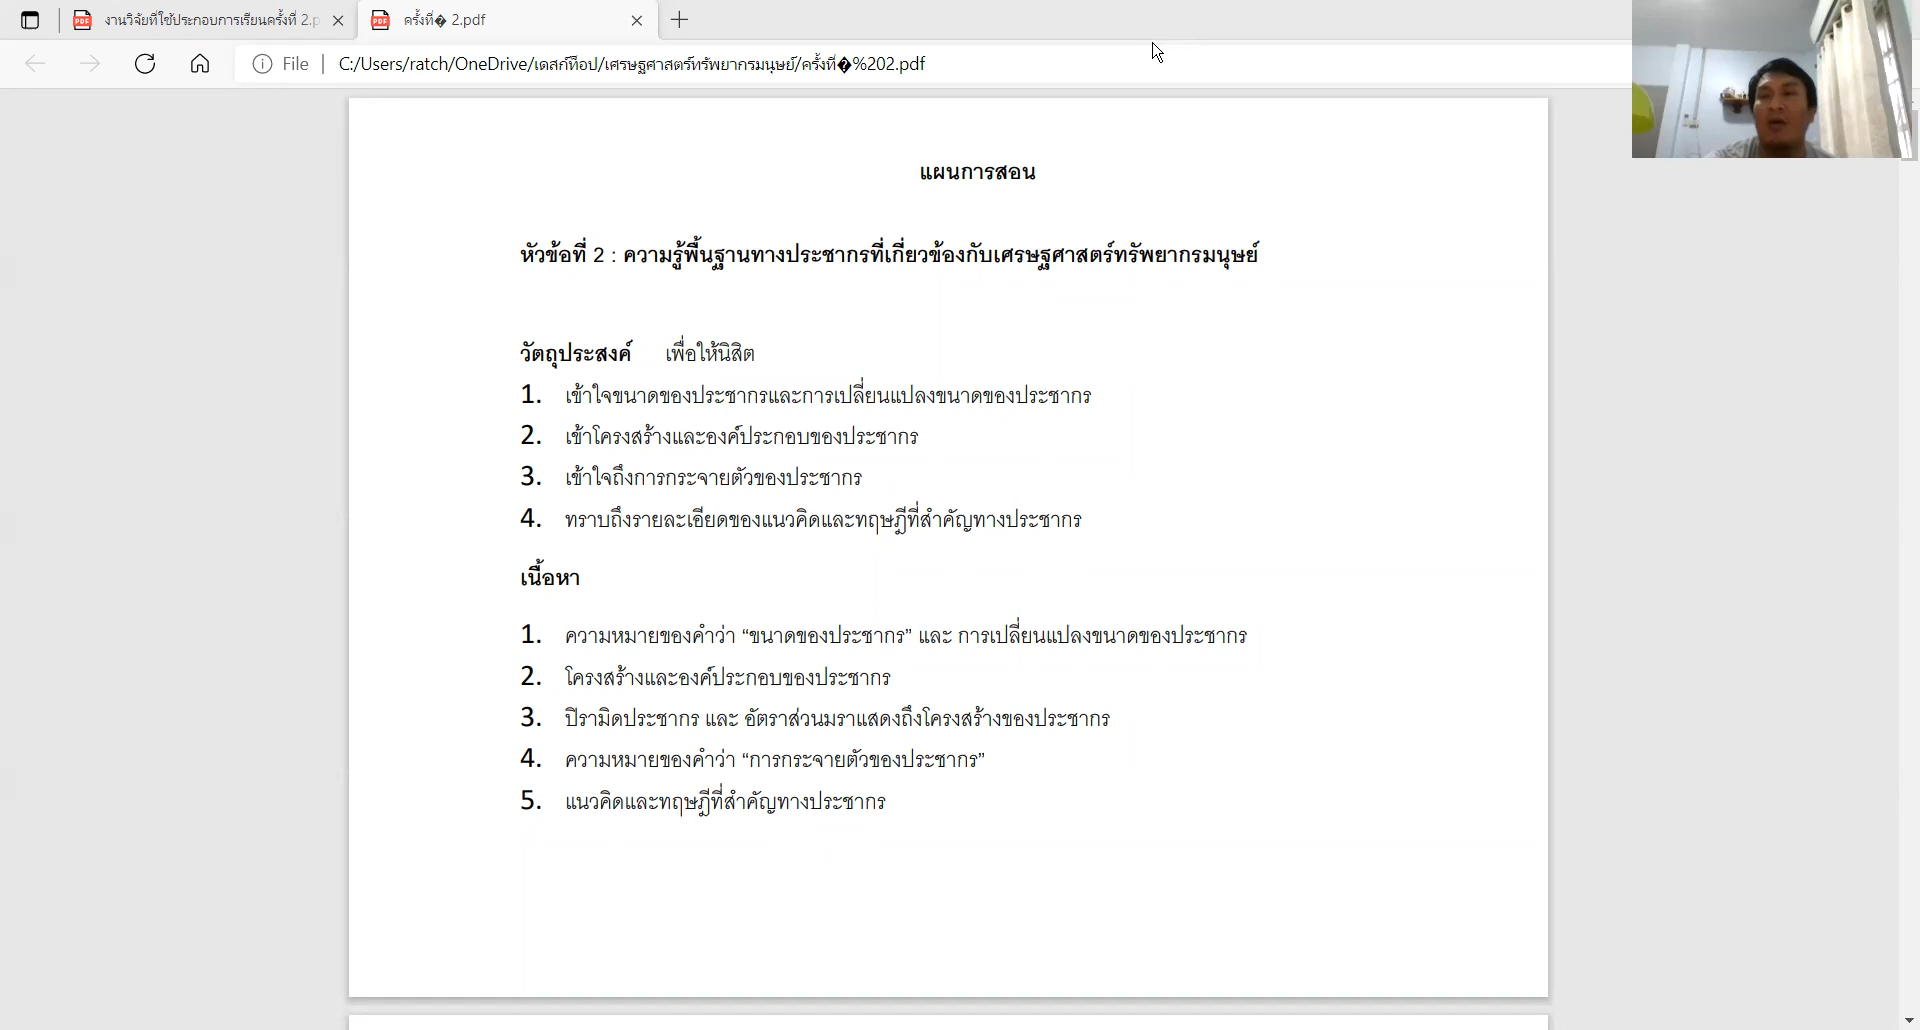 งานวิจัยที่ใช้ประกอบการเรียนครั้งที่ 2.p
ครั้งที่� 2.pdf
File
C:/Users/ratch/OneDrive/เดสก์ท็อป/เศรษฐศาสตร์ทรัพยากรมนุษย์/ครั้งที่�%202.pdf
แผนการสอน
หัวข้อที่ 2 : ความรู้พื้นฐานทางประชากรที่เกี่ยวข้องกับเศรษฐศาสตร์ทรัพยากรมนุษย์
วัตถุประสงค์ เพื่อให้นิสิต
1. เข้าใจขนาดของประชากรและการเปลี่ยนแปลงขนาดของประชากร
2. เข้าโครงสร้างและองค์ประกอบของประชากร
3. เข้าใจถึงการกระจายตัวของประชากร
4. ทราบถึงรายละเอียดของแนวคิดและทฤษฎีที่สำคัญทางประชากร
เนื้อหา
1. ความหมายของคำว่า “ขนาดของประชากร” และ การเปลี่ยนแปลงขนาดของประชากร
2. โครงสร้างและองค์ประกอบของประชากร
3. ปิรามิดประชากร และ อัตราส่วนมราแสดงถึงโครงสร้างของประชากร
4. ความหมายของคำว่า “การกระจายตัวของประชากร”
5. แนวคิดและทฤษฎีที่สำคัญทางประชากร